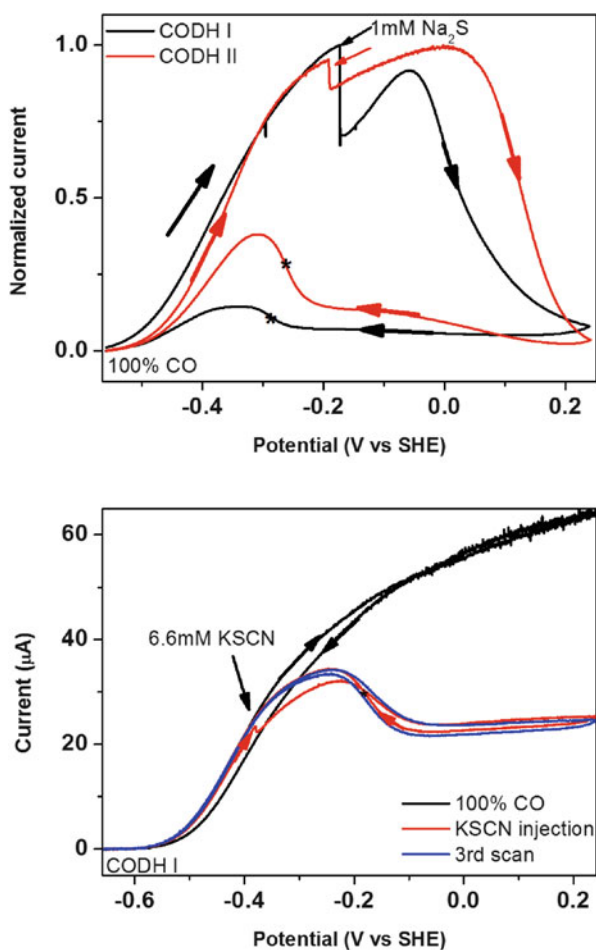 CODH I
CODH II
1mM Na₂S
1.0
0.5
0.0
Normalized current
*
*
100% CO
-0.4
-0.2
0.0
0.2
Potential (V vs SHE)
60
40
20
0
Current (μA)
6.6mM KSCN
*
100% CO
KSCN injection
3rd scan
CODH I
-0.6
-0.4
-0.2
0.0
0.2
Potential (V vs SHE)